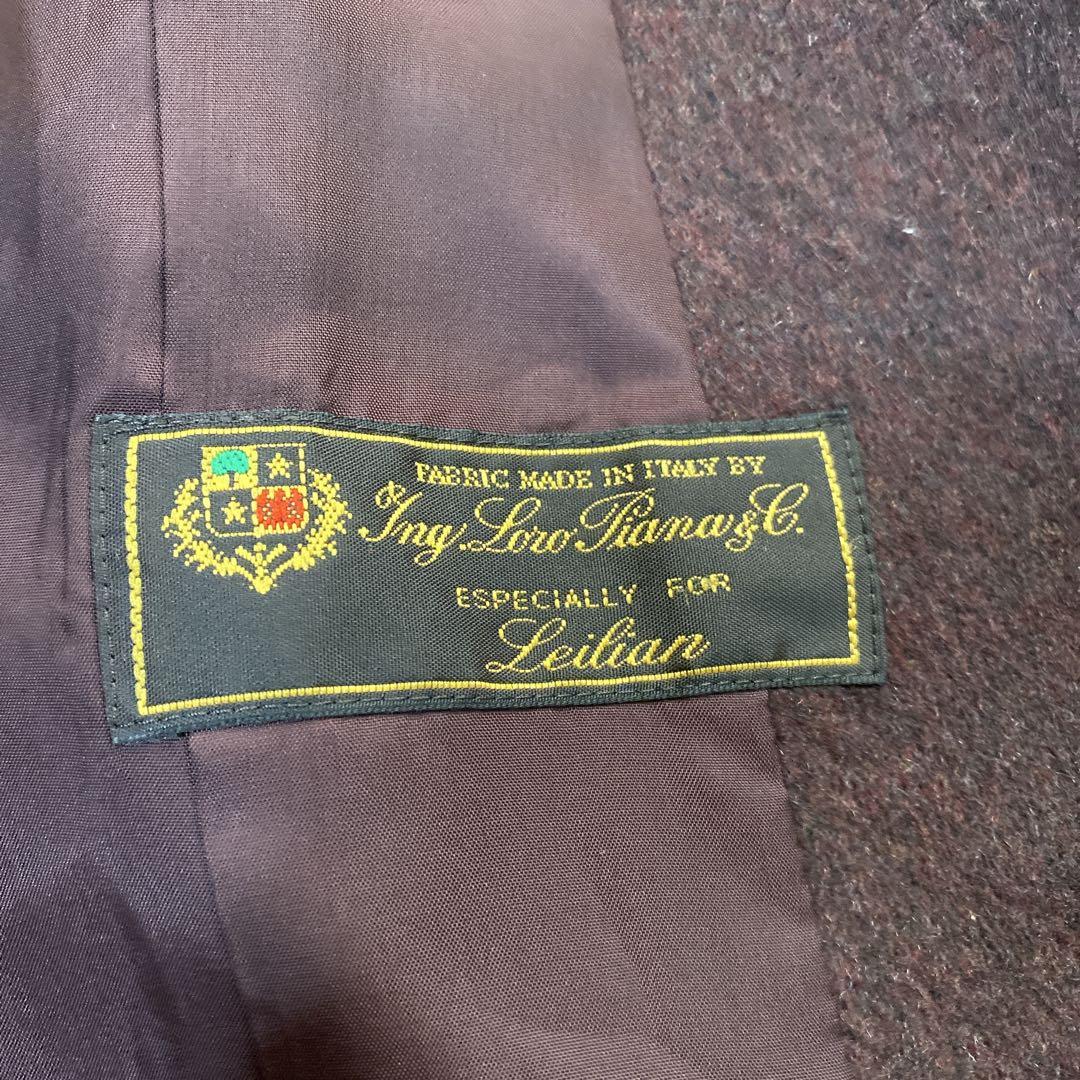 FABRIC MADE IN ITALY BY
Ing. Loro Piana & C.
ESPECIALLY FOR
Leilian